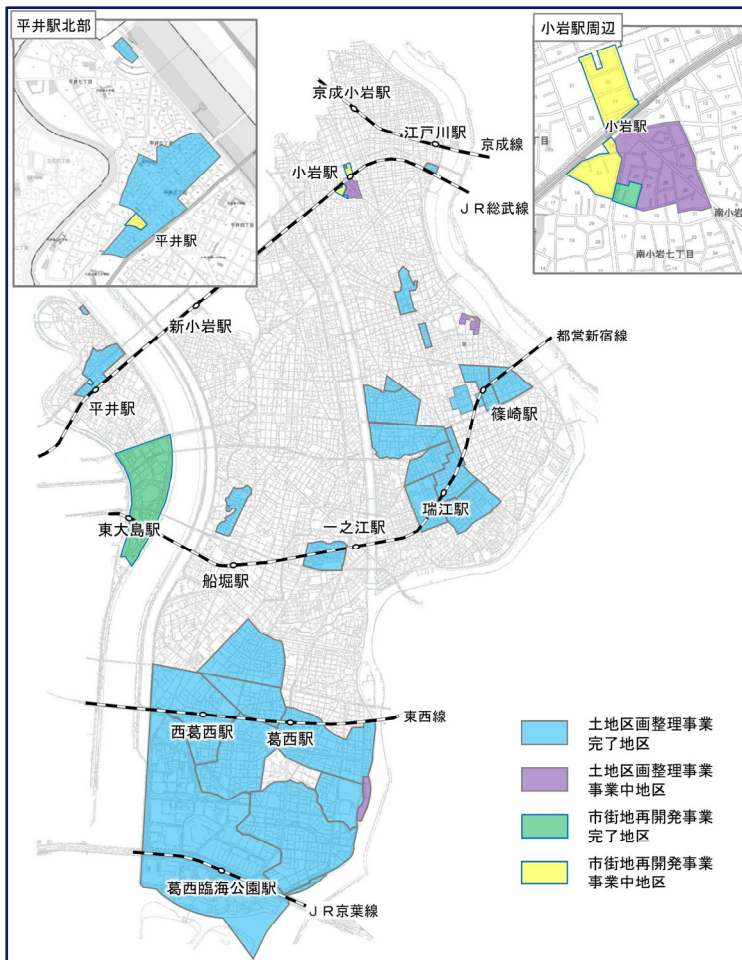 平井駅北部
平井駅
小岩駅周辺
小岩駅
南小岩七丁目
京成小岩駅
江戸川駅
京成線
小岩駅
ＪＲ総武線
新小岩駅
都営新宿線
平井駅
篠崎駅
瑞江駅
東大島駅
一之江駅
船堀駅
東西線
西葛西駅
葛西駅
葛西臨海公園駅
ＪＲ京葉線
土地区画整理事業
完了地区
土地区画整理事業
事業中地区
市街地再開発事業
完了地区
市街地再開発事業
事業中地区